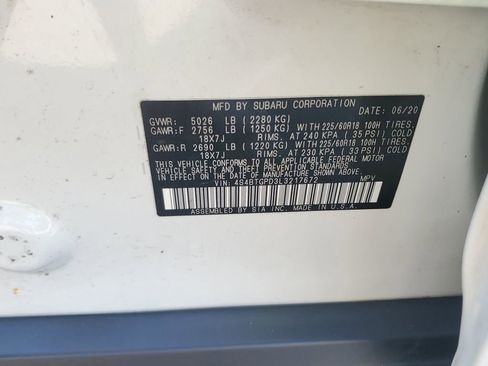 MFD BY SUBARU CORPORATION DATE: 06/20
GVWR: 5026 LB (2280 KG)
GAWR:F 2756 LB (1250 KG) WITH 225/60R18 100H TIRES
18X7J RIMS. AT 240 KPA (35 PSI) COLD
GAWR:R 2690 LB (1220 KG) WITH 225/60R18 100H TIRES
18X7J RIMS. AT 230 KPA (33 PSI) COLD
THIS VEHICLE CONFORMS TO ALL APPLICABLE FEDERAL MOTOR
VEHICLE SAFETY AND THEFT PREVENTION STANDARDS
IN EFFECT ON THE DATE OF MANUFACTURE SHOWN ABOVE.
VIN: 4S4BTGPD3L3217672 MPV
ASSEMBLED BY SIA INC. MADE IN U.S.A.